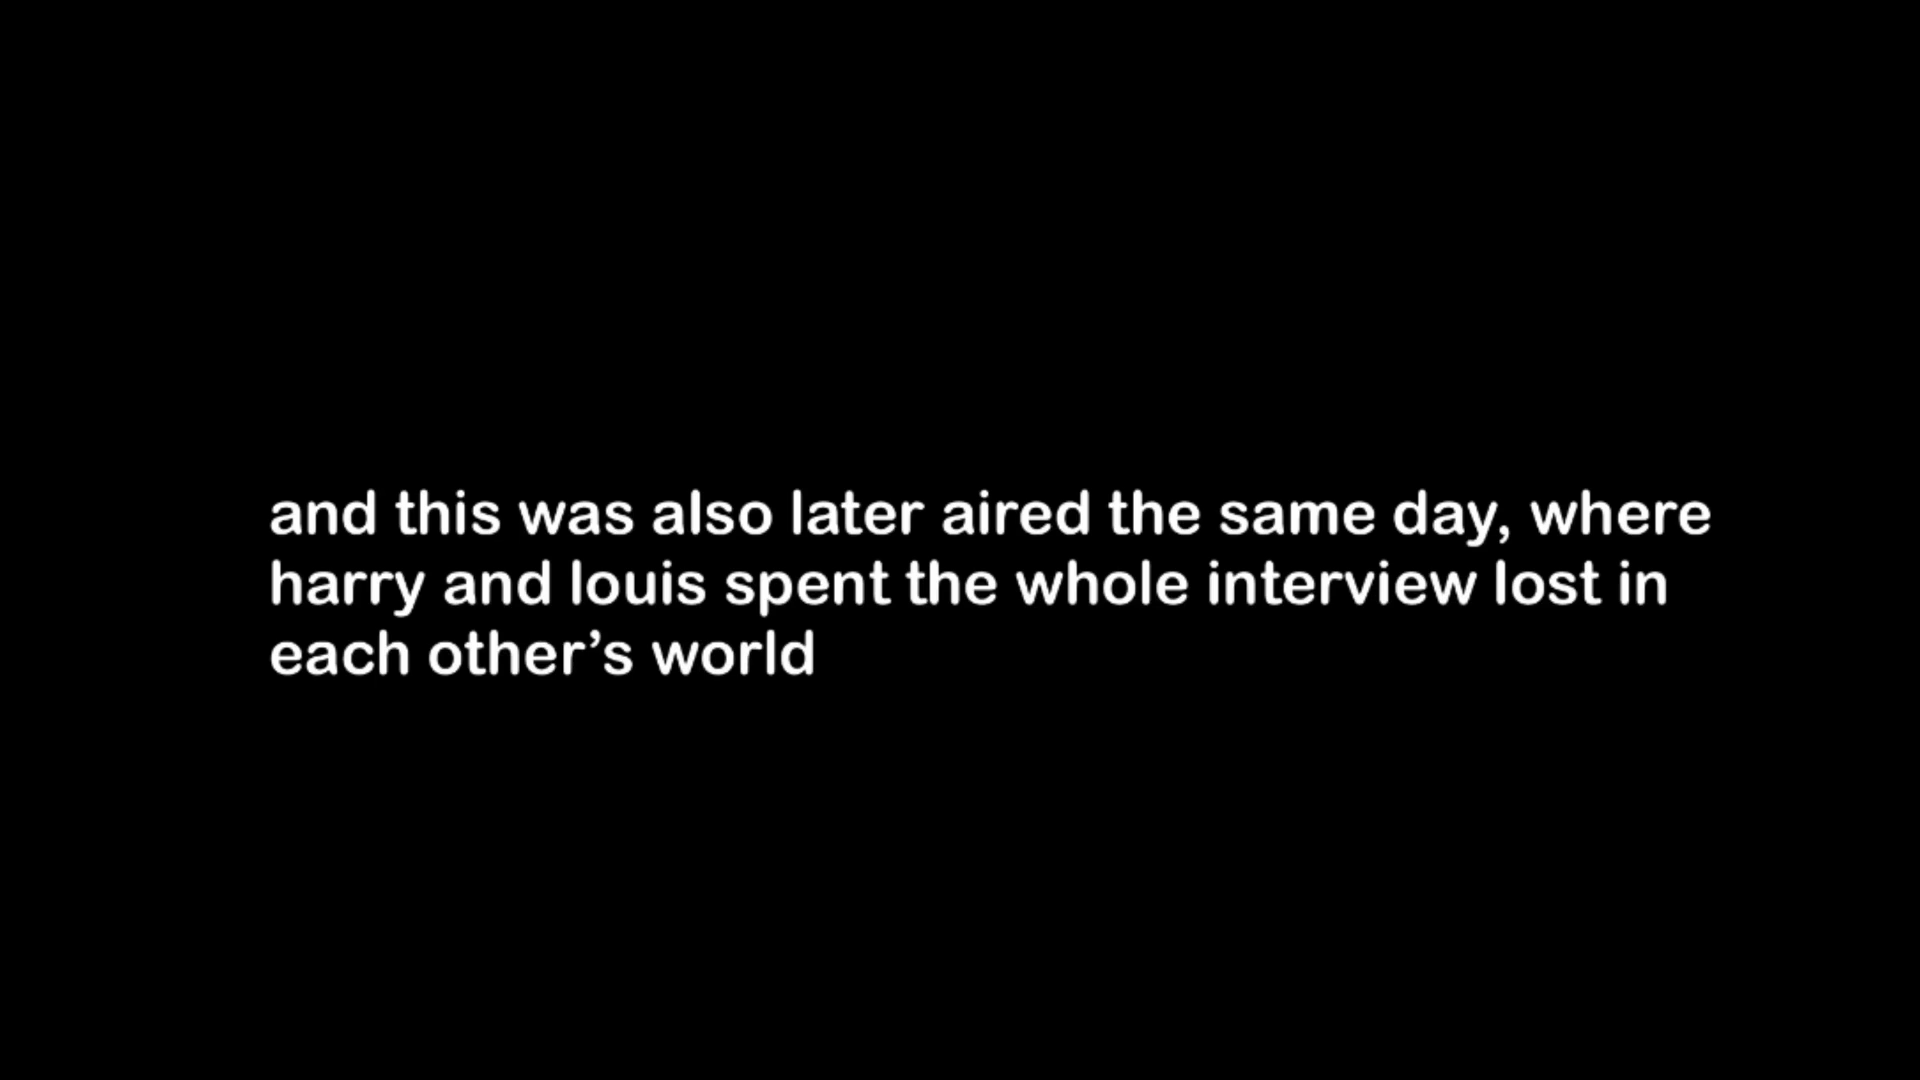 and this was also later aired the same day, where
harry and louis spent the whole interview lost in
each other’s world